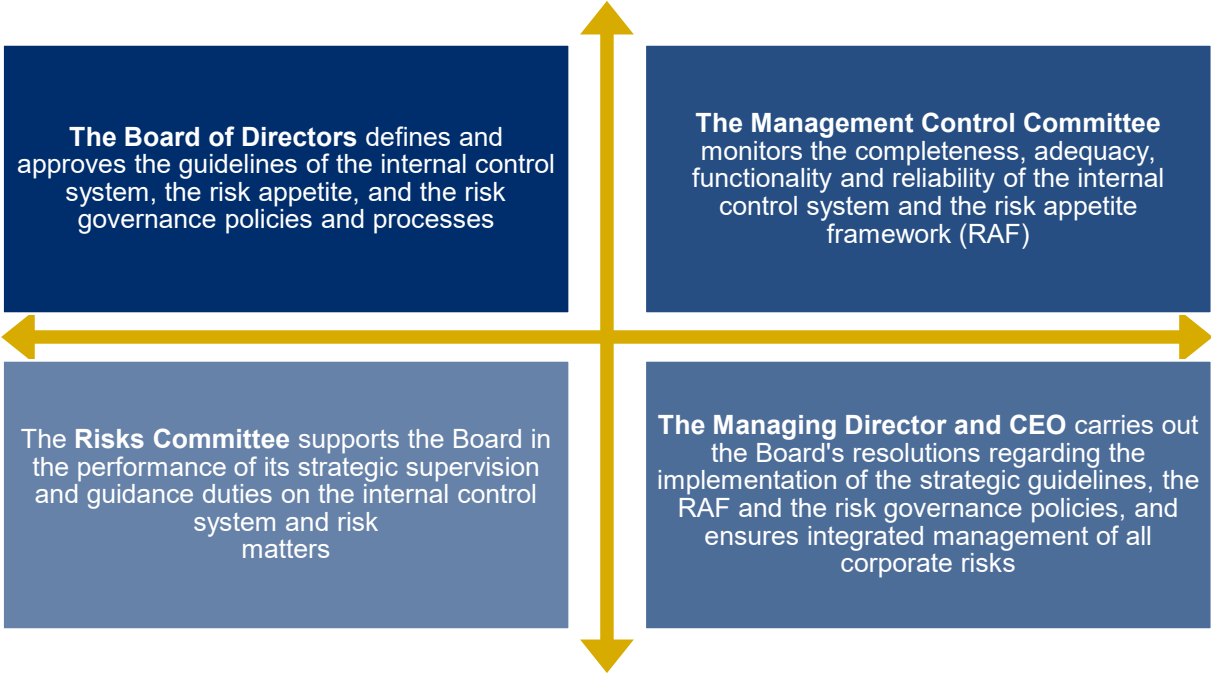 The Board of Directors defines and
approves the guidelines of the internal control
system, the risk appetite, and the risk
governance policies and processes
The Management Control Committee
monitors the completeness, adequacy,
functionality and reliability of the internal
control system and the risk appetite
framework (RAF)
The Risks Committee supports the Board in
the performance of its strategic supervision
and guidance duties on the internal control
system and risk
matters
The Managing Director and CEO carries out
the Board's resolutions regarding the
implementation of the strategic guidelines, the
RAF and the risk governance policies, and
ensures integrated management of all
corporate risks